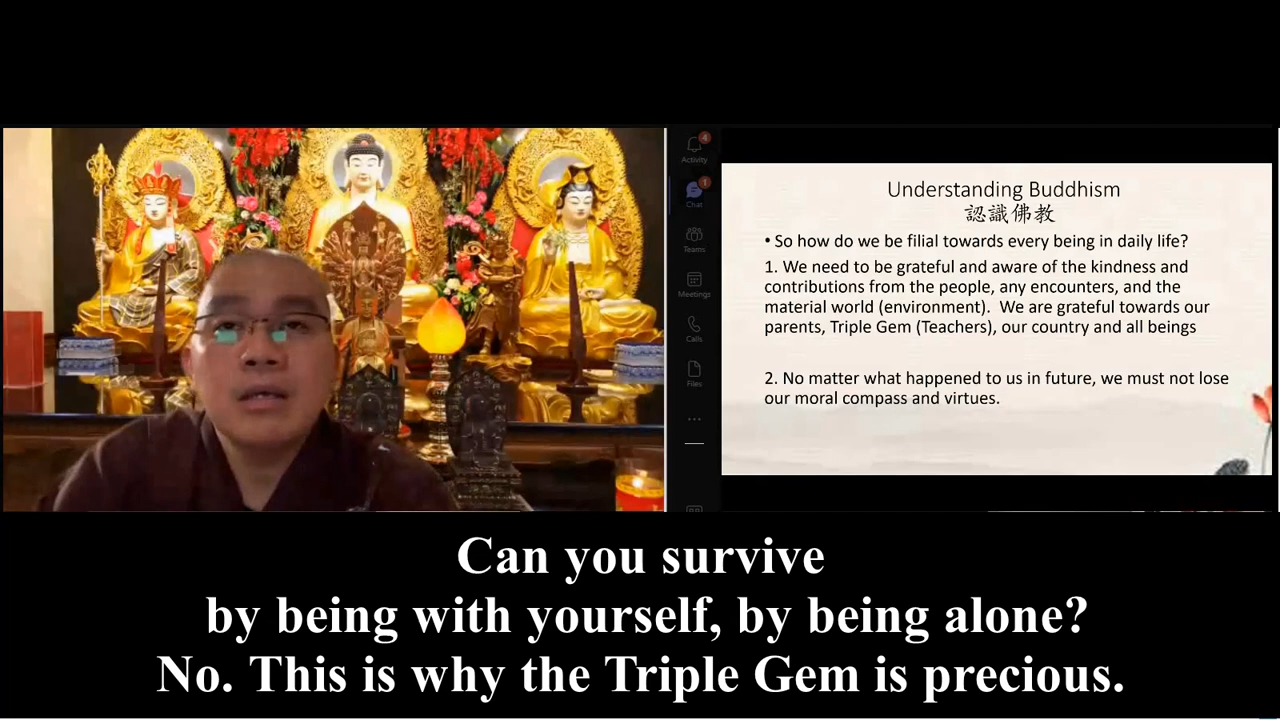 Activity
Chat
Teams
Meetings
Calls
Files
4
1
Understanding Buddhism
認識佛教
• So how do we be filial towards every being in daily life?
1. We need to be grateful and aware of the kindness and
contributions from the people, any encounters, and the
material world (environment).  We are grateful towards our
parents, Triple Gem (Teachers), our country and all beings
2. No matter what happened to us in future, we must not lose
our moral compass and virtues.
Can you survive
by being with yourself, by being alone?
No. This is why the Triple Gem is precious.